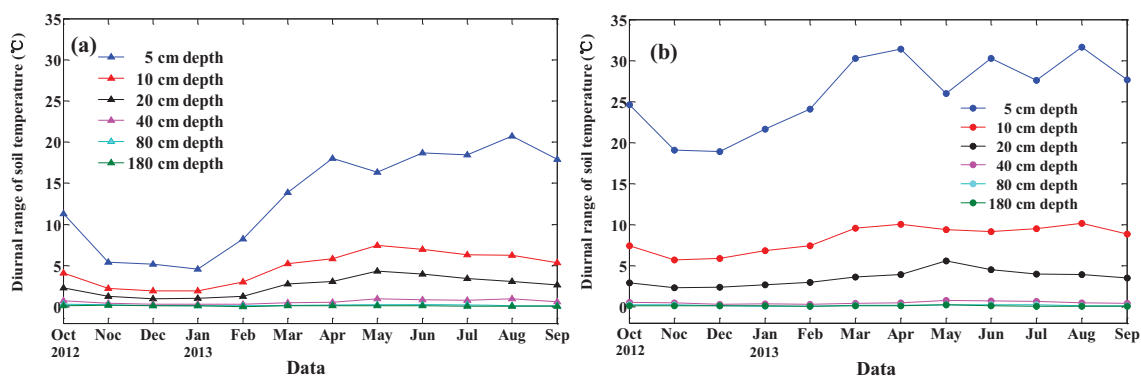 Diurnal range of soil temperature (℃)
35
30
25
20
15
10
5
0
(a)
5 cm depth
10 cm depth
20 cm depth
40 cm depth
80 cm depth
180 cm depth
Oct Noc Dec Jan Feb Mar Apr May Jun Jul Aug Sep
2012 2013
Data
Diurnal range of soil temperature (℃)
35
30
25
20
15
10
5
0
(b)
5 cm depth
10 cm depth
20 cm depth
40 cm depth
80 cm depth
180 cm depth
Oct Nov Dec Jan Feb Mar Apr May Jun Jul Aug Sep
2012 2013
Data